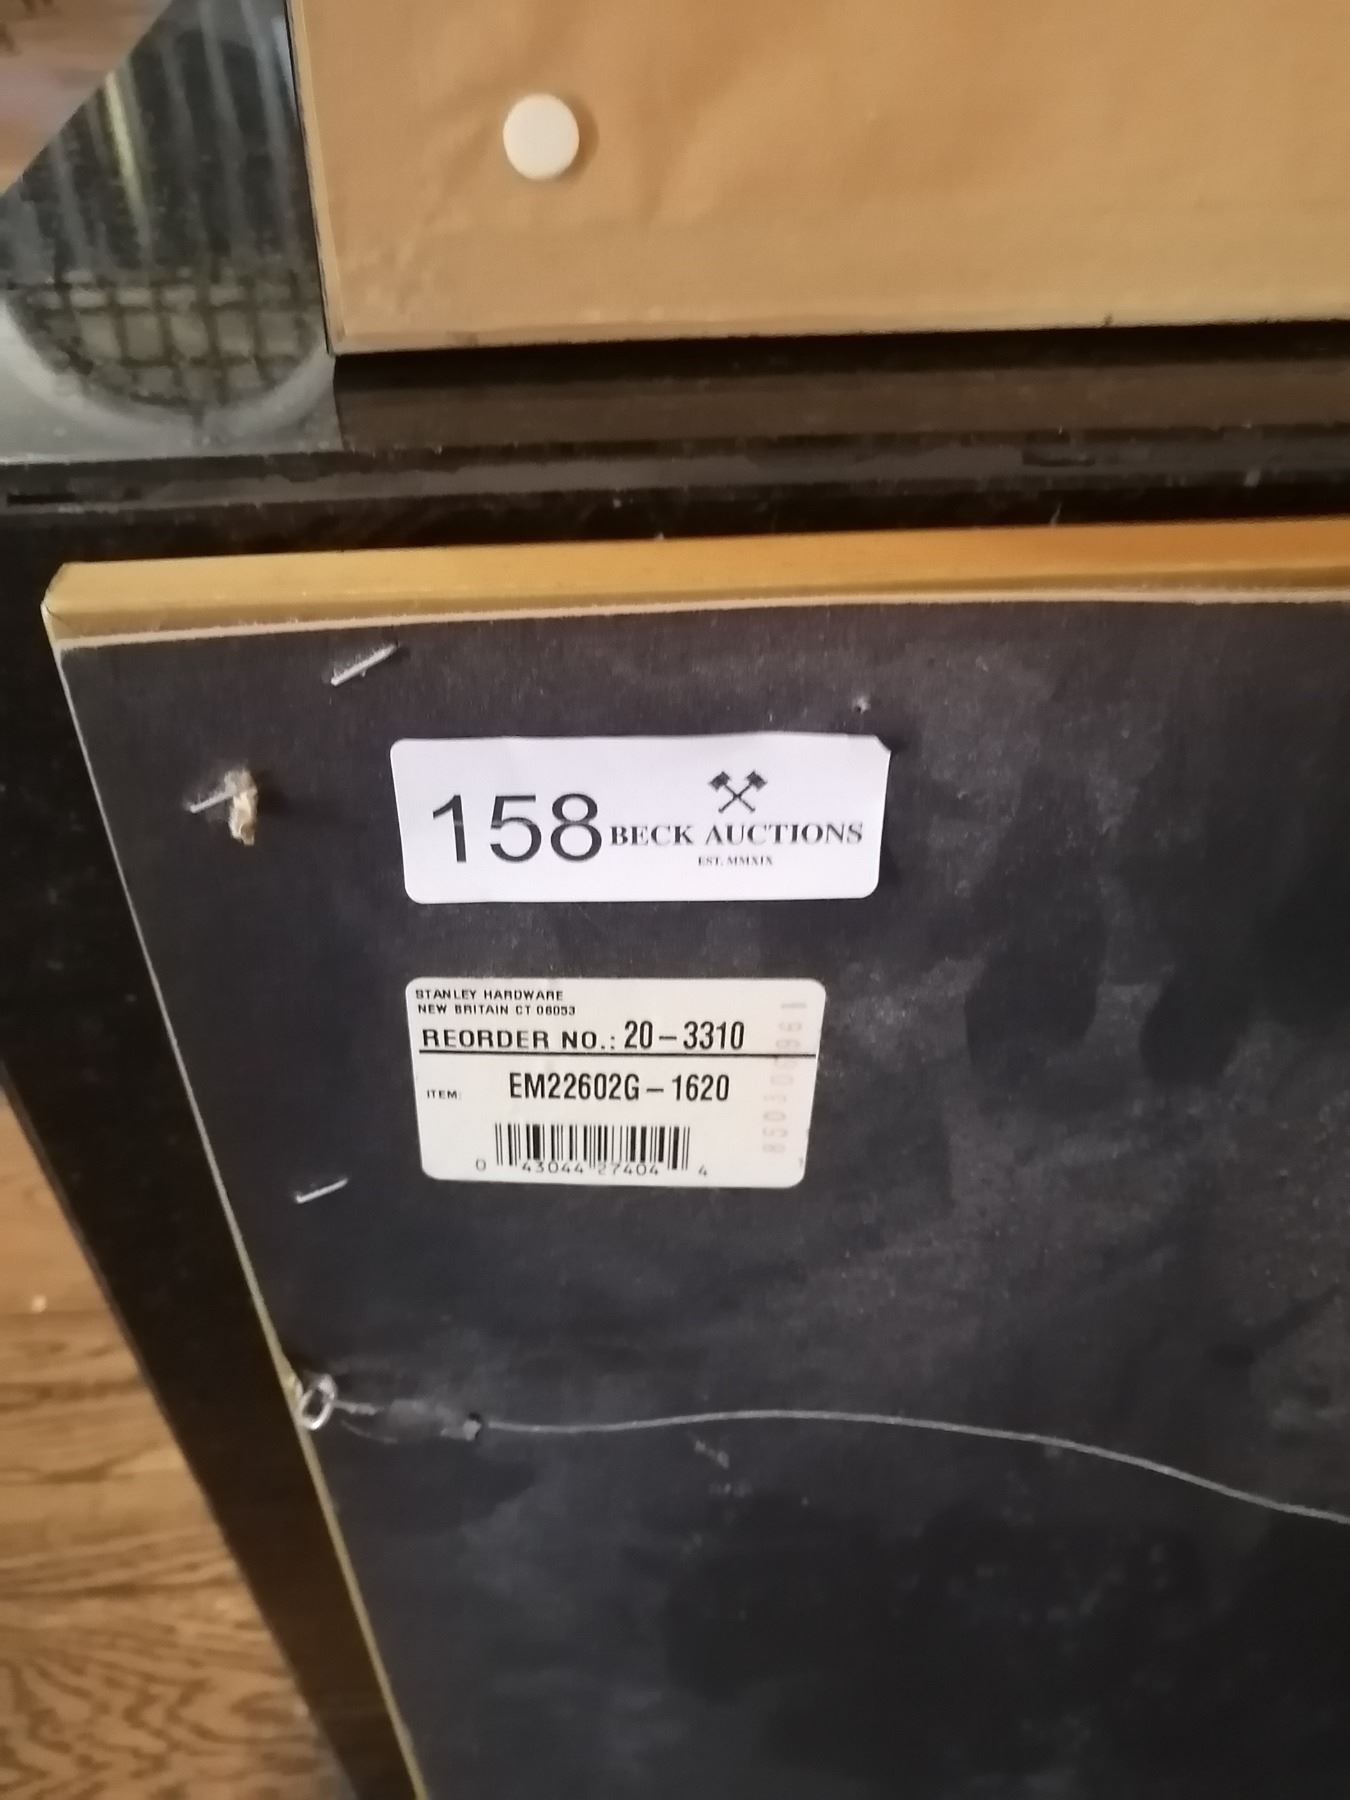 158
BECK AUCTIONS
EST. MMXIX
STANLEY HARDWARE
NEW BRITAIN CT 06053
REORDER NO.: 20-3310
ITEM: EM22602G-1620
0 43044 27404 4